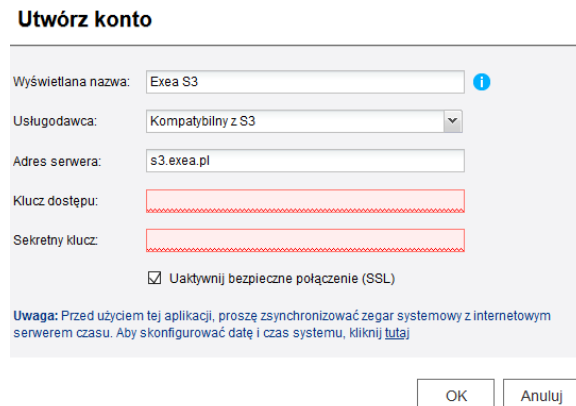 Utwórz konto
Wyświetlana nazwa: Exea S3
Usługodawca: Kompatybilny z S3
Adres serwera: s3.exea.pl
Klucz dostępu:
Sekretny klucz:
Uaktywnij bezpieczne połączenie (SSL)
Uwaga: Przed użyciem tej aplikacji, proszę zsynchronizować zegar systemowy z internetowym
serwerem czasu. Aby skonfigurować datę i czas systemu, kliknij tutaj
OK Anuluj